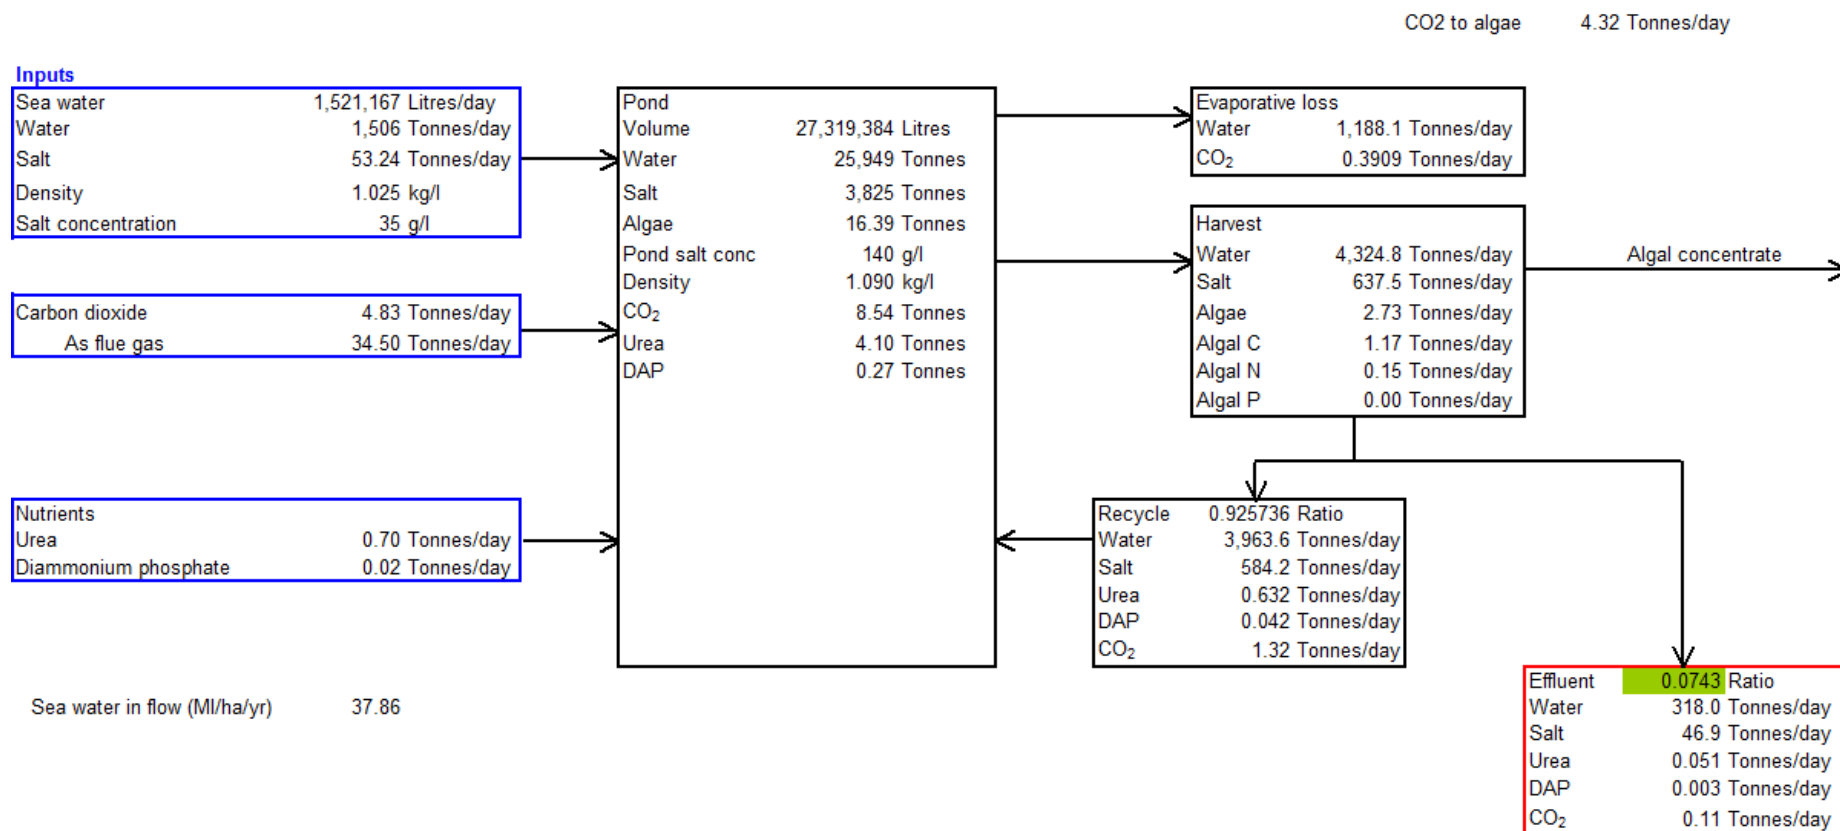 CO2 to algae 4.32 Tonnes/day
Inputs
Sea water 1,521,167 Litres/day
Water 1,506 Tonnes/day
Salt 53.24 Tonnes/day
Density 1.025 kg/l
Salt concentration 35 g/l
Carbon dioxide 4.83 Tonnes/day
As flue gas 34.50 Tonnes/day
Nutrients
Urea 0.70 Tonnes/day
Diammonium phosphate 0.02 Tonnes/day
Sea water in flow (Ml/ha/yr) 37.86
Pond
Volume 27,319,384 Litres
Water 25,949 Tonnes
Salt 3,825 Tonnes
Algae 16.39 Tonnes
Pond salt conc 140 g/l
Density 1.090 kg/l
CO₂ 8.54 Tonnes
Urea 4.10 Tonnes
DAP 0.27 Tonnes
Evaporative loss
Water 1,188.1 Tonnes/day
CO₂ 0.3909 Tonnes/day
Harvest
Water 4,324.8 Tonnes/day
Salt 637.5 Tonnes/day
Algae 2.73 Tonnes/day
Algal C 1.17 Tonnes/day
Algal N 0.15 Tonnes/day
Algal P 0.00 Tonnes/day
Algal concentrate
Recycle 0.925736 Ratio
Water 3,963.6 Tonnes/day
Salt 584.2 Tonnes/day
Urea 0.632 Tonnes/day
DAP 0.042 Tonnes/day
CO₂ 1.32 Tonnes/day
Effluent 0.0743 Ratio
Water 318.0 Tonnes/day
Salt 46.9 Tonnes/day
Urea 0.051 Tonnes/day
DAP 0.003 Tonnes/day
CO₂ 0.11 Tonnes/day